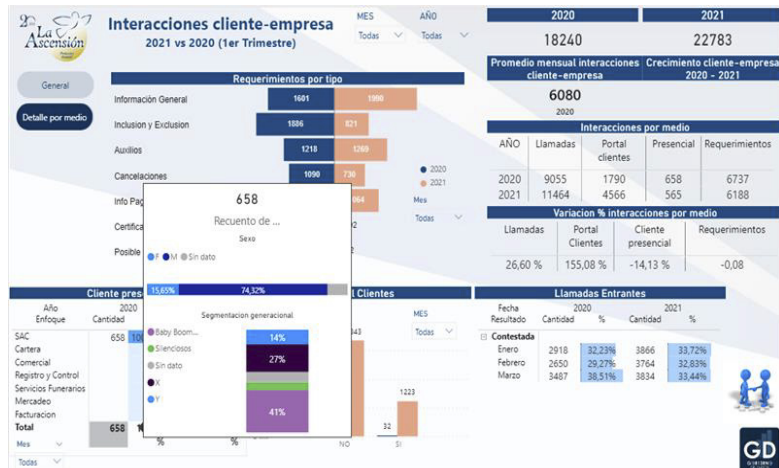 La Ascensión
Interacciones cliente-empresa
2021 vs 2020 (1er Trimestre)
MES
AÑO
Todas
Todas
General
Detalle por medio
Requerimientos por tipo
Información General 1601 1990
Inclusion y Exclusion 1886 821
Auxilios 1218 1269
Cancelaciones 1090 730
Info Pag
Certifica
Posible
2020
2021
Mes
Todas
658
Recuento de ...
Sexo
F M Sin dato
15,65% 74,32%
Segmentacion generacional
Baby Boom...
Silenciosos
Sin dato
X
Y
14%
27%
41%
2020 2021
18240 22783
Promedio mensual interacciones cliente-empresa
Crecimiento cliente-empresa 2020 - 2021
6080
2020
Interacciones por medio
AÑO Llamadas Portal clientes Presencial Requerimientos
2020 9055 1790 658 6737
2021 11464 4566 565 6188
Variacion % interacciones por medio
Llamadas Portal Clientes Cliente presencial Requerimientos
26,60 % 155,08 % -14,13 % -0,08
Cliente pres
Año 2020
Enfoque Cantidad
SAC 658
Cartera
Comercial
Registro y Control
Servicios Funerarios
Mercadeo
Facturacion
Total 658
Mes % %
Todas
l Clientes
MES
Todas
1223
32
NO SI
Llamadas Entrantes
Fecha 2020 2021
Resultado Cantidad % Cantidad %
Contestada
Enero 2918 32,23% 3866 33,72%
Febrero 2650 29,27% 3764 32,83%
Marzo 3487 38,51% 3834 33,44%
GD